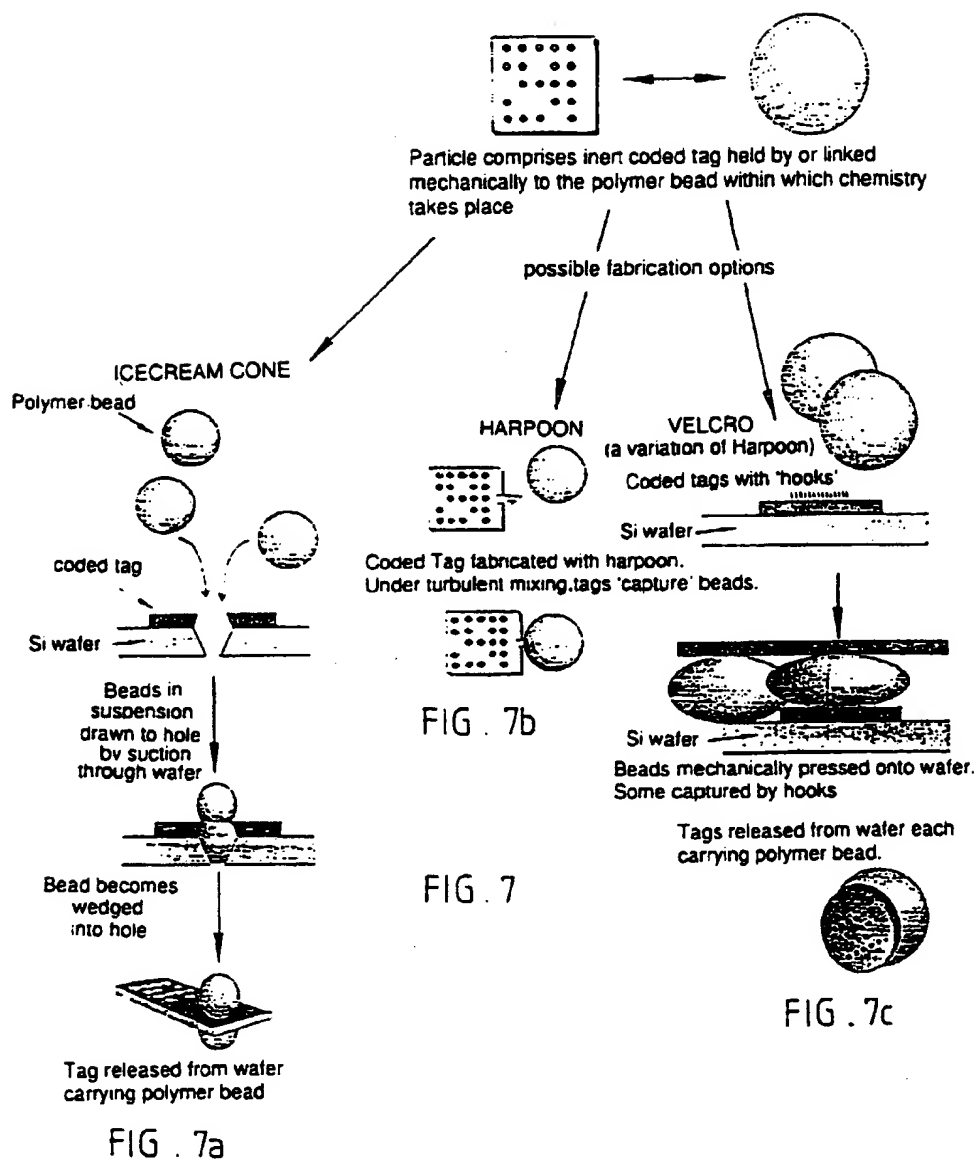 Particle comprises inert coded tag held by or linked
mechanically to the polymer bead within which chemistry
takes place
possible fabrication options
ICECREAM CONE
Polymer bead
coded tag
Si wafer
Beads in
suspension
drawn to hole
by suction
through wafer
Bead becomes
wedged
into hole
Tag released from wafer
carrying polymer bead
FIG . 7a
HARPOON
Coded Tag fabricated with harpoon.
Under turbulent mixing,tags 'capture' beads.
FIG . 7b
FIG . 7
VELCRO
(a variation of Harpoon)
Coded tags with 'hooks'
Si wafer
Si wafer
Beads mechanically pressed onto wafer.
Some captured by hooks
Tags released from wafer each
carrying polymer bead.
FIG . 7c